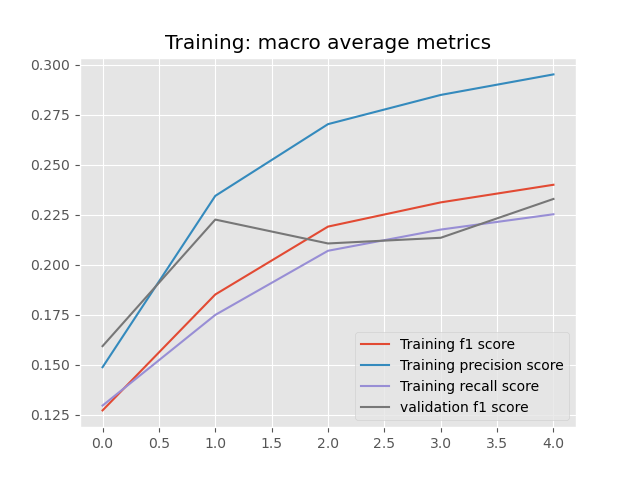 Training: macro average metrics
0.300
0.275
0.250
0.225
0.200
0.175
0.150
0.125
Training f1 score
Training precision score
Training recall score
validation f1 score
0.0 0.5 1.0 1.5 2.0 2.5 3.0 3.5 4.0